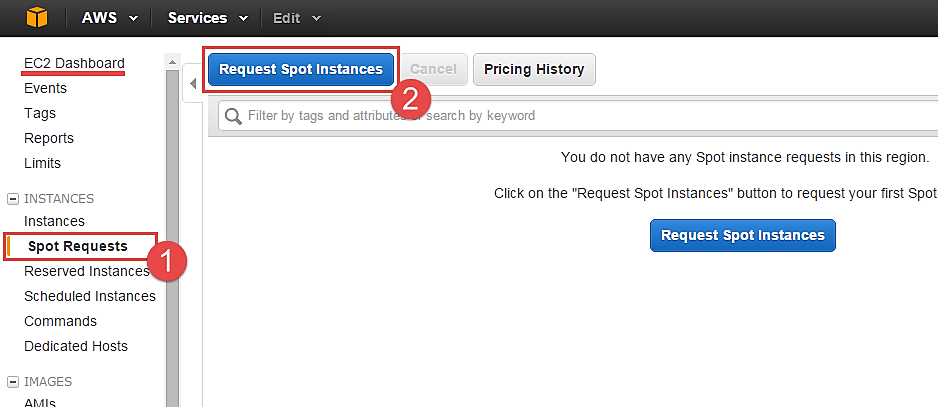 AWS Services Edit
EC2 Dashboard
Events
Tags
Reports
Limits
INSTANCES
Instances
Spot Requests
1
Reserved Instances
Scheduled Instances
Commands
Dedicated Hosts
IMAGES
AMIs
Request Spot Instances Cancel Pricing History
2
Filter by tags and attributes or search by keyword
You do not have any Spot instance requests in this region.
Click on the "Request Spot Instances" button to request your first Spot
Request Spot Instances